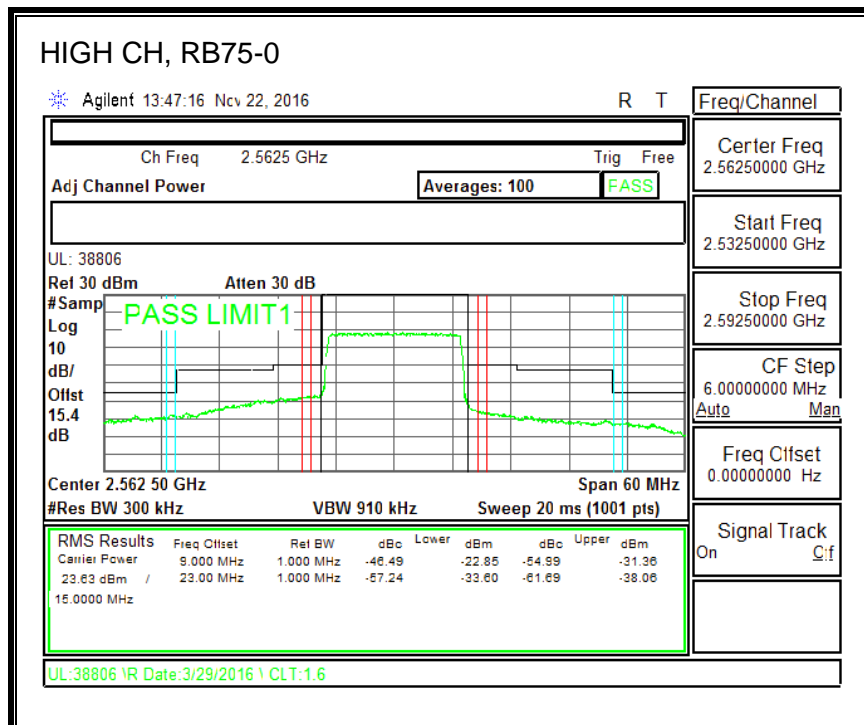 HIGH CH, RB75-0
Agilent 13:47:16 Nov 22, 2016 R T
Freq/Channel
Ch Freq 2.5625 GHz Trig Free
Adj Channel Power Averages: 100 PASS
UL: 38806
Ref 30 dBm Atten 30 dB
#Samp
Log
10
dB/
Offst
15.4
dB
PASS LIMIT1
Center 2.562 50 GHz Span 60 MHz
#Res BW 300 kHz VBW 910 kHz Sweep 20 ms (1001 pts)
RMS Results Freq Offset Ref BW dBc Lower dBm dBc Upper dBm
Carrier Power 9.000 MHz 1.000 MHz -46.49 -22.85 -54.99 -31.36
23.63 dBm / 23.00 MHz 1.000 MHz -57.24 -33.60 -61.69 -38.06
15.0000 MHz
Center Freq
2.56250000 GHz
Start Freq
2.53250000 GHz
Stop Freq
2.59250000 GHz
CF Step
6.00000000 MHz
Auto Man
Freq Offset
0.00000000 Hz
Signal Track
On Off
UL:38806 \R Date:3/29/2016 \ CLT:1.6